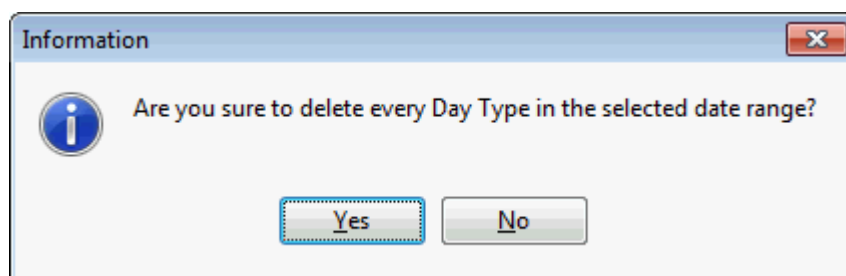 Information
Are you sure to delete every Day Type in the selected date range?
Yes No